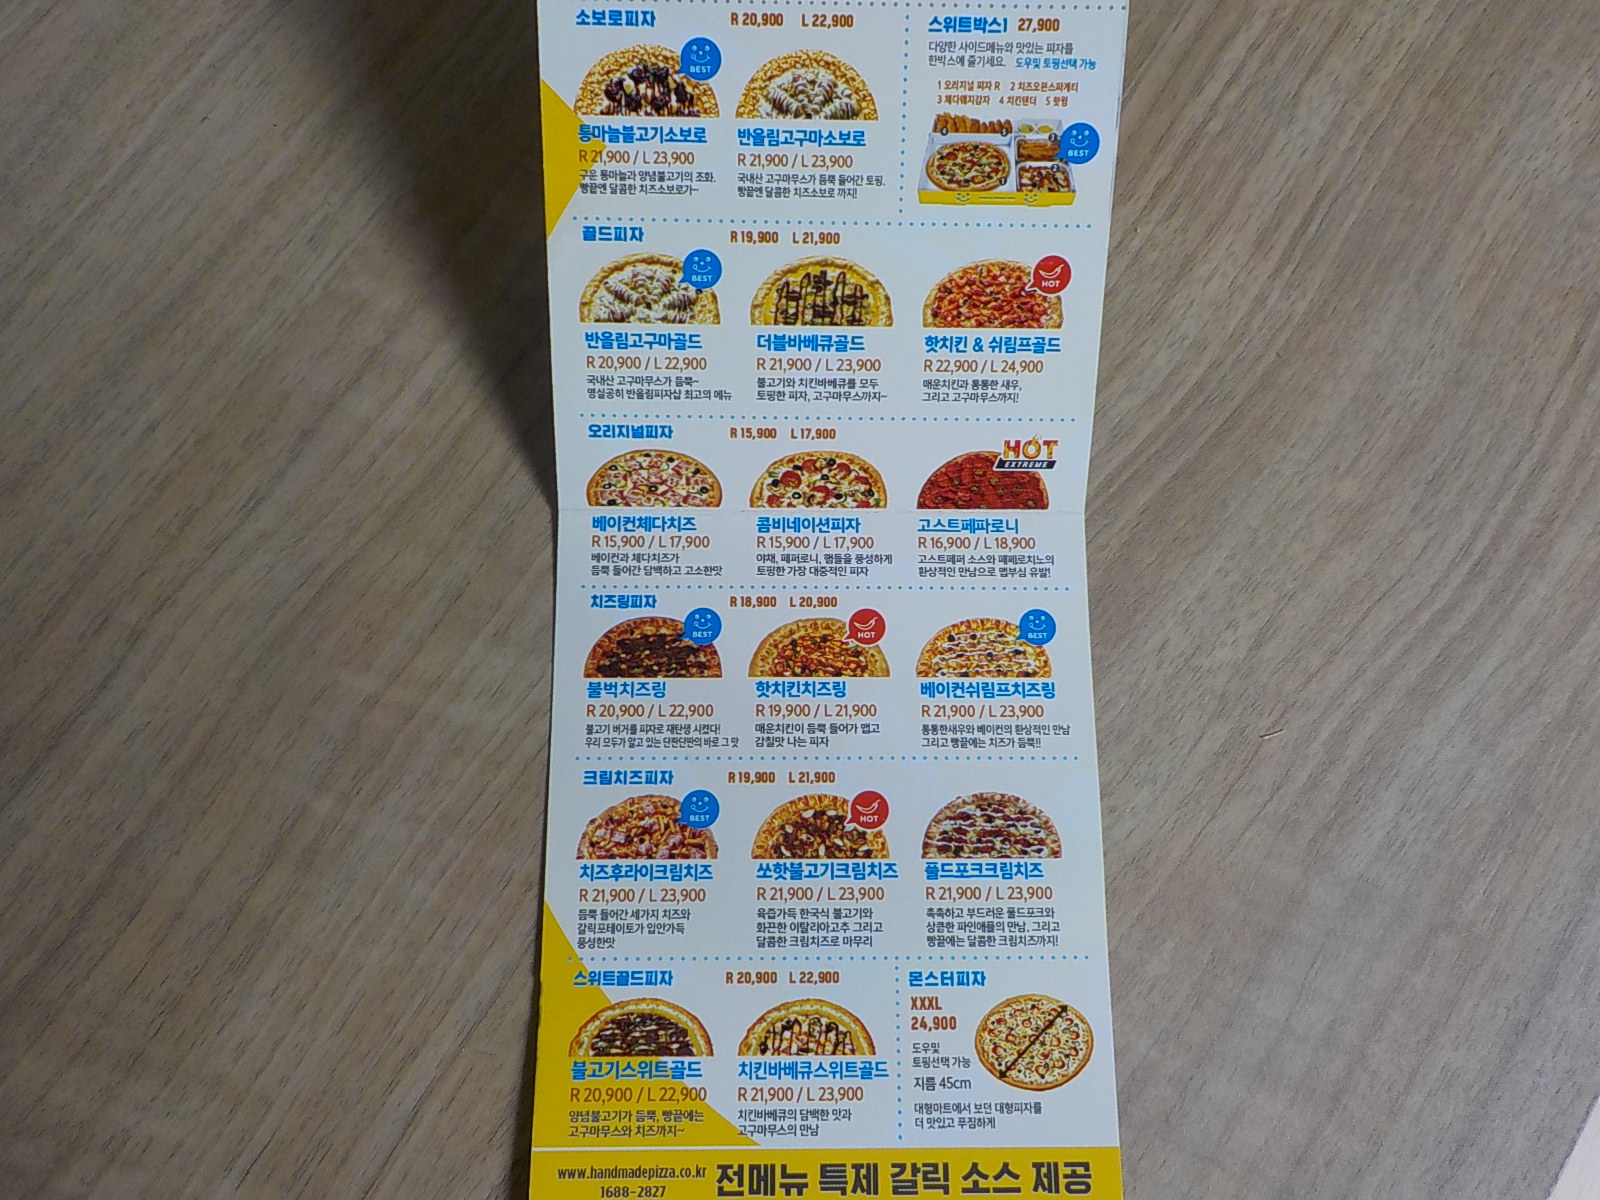 소보로피자 R 20,900 L 22,900
BEST
통마늘불고기소보로
R 21,900 / L 23,900
구운 통마늘과 양념불고기의 조화.
빵끝엔 달콤한 치즈소보로가~
반올림고구마소보로
R 21,900 / L 23,900
국내산 고구마무스가 듬뿍 들어간 토핑.
빵끝엔 달콤한 치즈소보로 까지!
스위트박스1 27,900
다양한 사이드메뉴와 맛있는 피자를
한박스에 즐기세요. 도우및 토핑선택 가능
1 오리지널 피자 R 2 치즈오븐스파게티
3 체다웨지감자 4 치킨텐더 5 핫윙
BEST
골드피자 R 19,900 L 21,900
BEST
반올림고구마골드
R 20,900 / L 22,900
국내산 고구마무스가 듬뿍~
명실공히 반올림피자샵 최고의 메뉴
더블바베큐골드
R 21,900 / L 23,900
불고기와 치킨바베큐를 모두
토핑한 피자, 고구마무스까지~
HOT
핫치킨 & 쉬림프골드
R 22,900 / L 24,900
매운치킨과 통통한 새우,
그리고 고구마무스까지!
오리지널피자 R 15,900 L 17,900
베이컨체다치즈
R 15,900 / L 17,900
베이컨과 체다치즈가
듬뿍 들어간 담백하고 고소한맛
콤비네이션피자
R 15,900 / L 17,900
야채, 페퍼로니, 햄들을 풍성하게
토핑한 가장 대중적인 피자
HOT
EXTREME
고스트페파로니
R 16,900 / L 18,900
고스트페퍼 소스와 페페로치노의
환상적인 만남으로 맵부심 유발!
치즈링피자 R 18,900 L 20,900
BEST
불벅치즈링
R 20,900 / L 22,900
불고기 버거를 피자로 재탄생 시켰다!
우리 모두가 알고 있는 단짠단짠의 바로 그 맛
HOT
핫치킨치즈링
R 19,900 / L 21,900
매운치킨이 듬뿍 들어가 맵고
감칠맛 나는 피자
BEST
베이컨쉬림프치즈링
R 21,900 / L 23,900
통통한새우와 베이컨의 환상적인 만남
그리고 빵끝에는 치즈가 듬뿍!!
크림치즈피자 R 19,900 L 21,900
BEST
치즈후라이크림치즈
R 21,900 / L 23,900
듬뿍 들어간 세가지 치즈와
갈릭포테이토가 입안가득
풍성한맛
HOT
쏘핫불고기크림치즈
R 21,900 / L 23,900
육즙가득 한국식 불고기와
화끈한 이탈리아고추 그리고
달콤한 크림치즈로 마무리
풀드포크크림치즈
R 21,900 / L 23,900
촉촉하고 부드러운 풀드포크와
상큼한 파인애플의 만남. 그리고
빵끝에는 달콤한 크림치즈까지!
스위트골드피자 R 20,900 L 22,900
불고기스위트골드
R 20,900 / L 22,900
양념불고기가 듬뿍, 빵끝에는
고구마무스와 치즈까지~
치킨바베큐스위트골드
R 21,900 / L 23,900
치킨바베큐의 담백한 맛과
고구마무스의 만남
몬스터피자
XXXL
24,900
도우및
토핑선택 가능
지름 45cm
대형마트에서 보던 대형피자를
더 맛있고 푸짐하게
www.handmadepizza.co.kr
1688-2827
전메뉴 특제 갈릭 소스 제공